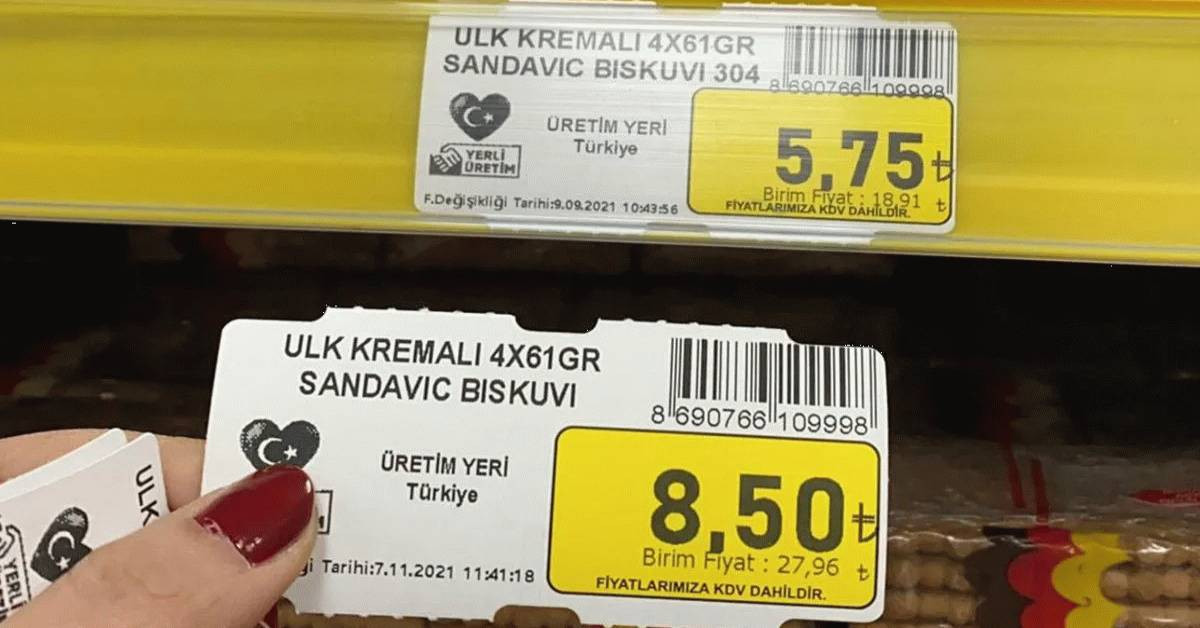 ULK KREMALI 4X61GR
SANDAVIC BISKUVI 304
8 690766 109998
ÜRETİM YERİ
Türkiye
YERLİ
ÜRETİM
5,75 ₺
Birim Fiyat : 18,91 ₺
FİYATLARIMIZA KDV DAHİLDİR.
F.Değişikliği Tarihi:9.09.2021 10:43:56
ULK KREMALI 4X61GR
SANDAVIC BISKUVI
8 690766 109998
ÜRETİM YERİ
Türkiye
8,50 ₺
Birim Fiyat : 27,96 ₺
FİYATLARIMIZA KDV DAHİLDİR.
Tarihi:7.11.2021 11:41:18
ULK
YERLİ